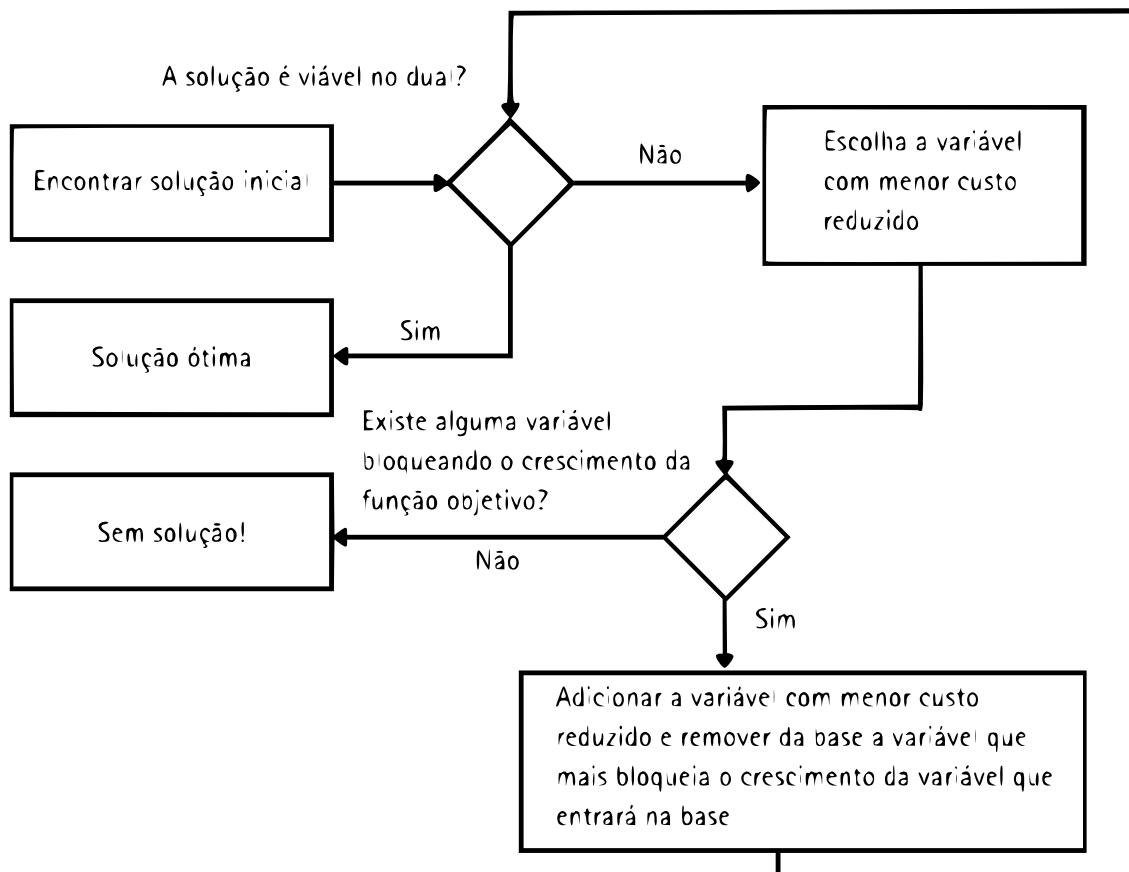 A solução é viável no dual?
Encontrar solução inicial
Não
Escolha a variável
com menor custo
reduzido
Sim
Solução ótima
Existe alguma variável
bloqueando o crescimento da
função objetivo?
Sem solução!
Não
Sim
Adicionar a variável com menor custo
reduzido e remover da base a variável que
mais bloqueia o crescimento da variável que
entrará na base